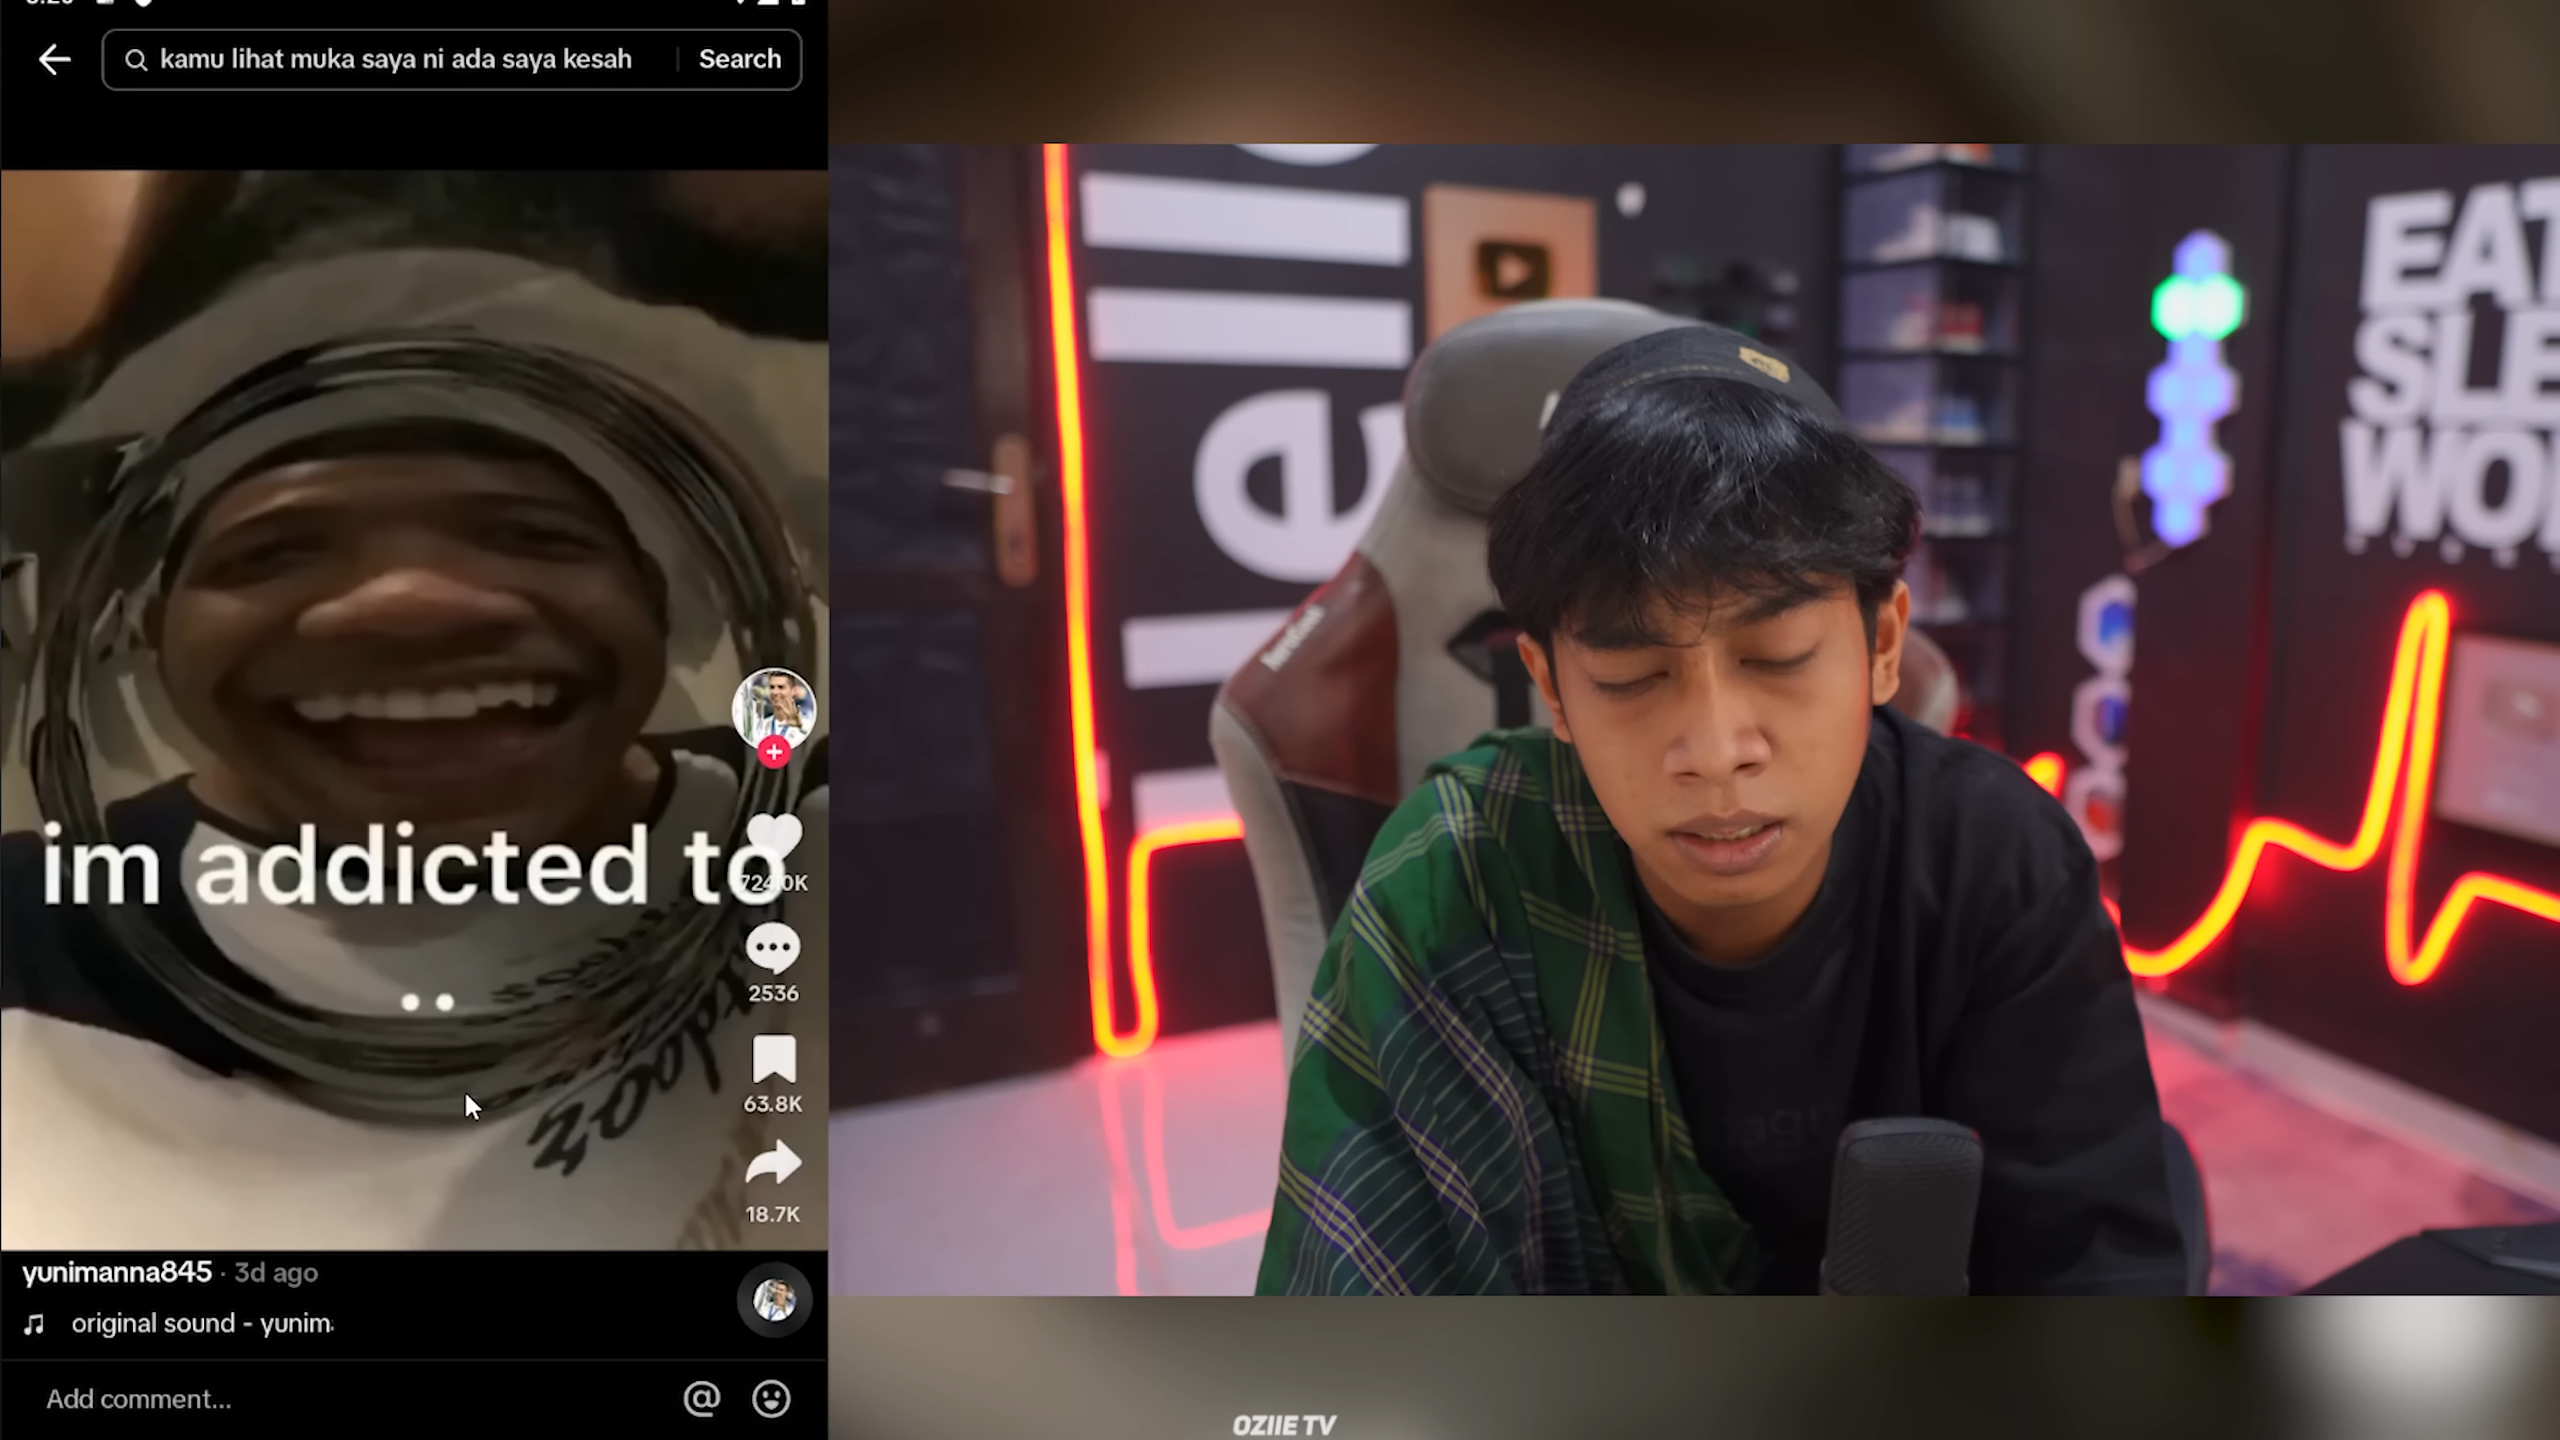 kamu lihat muka saya ni ada saya kesah
Search
im addicted to
724.0K
2536
63.8K
18.7K
yunimanna845 · 3d ago
original sound - yunim
Add comment...
EAT
SLE
WO
OZIIE TV